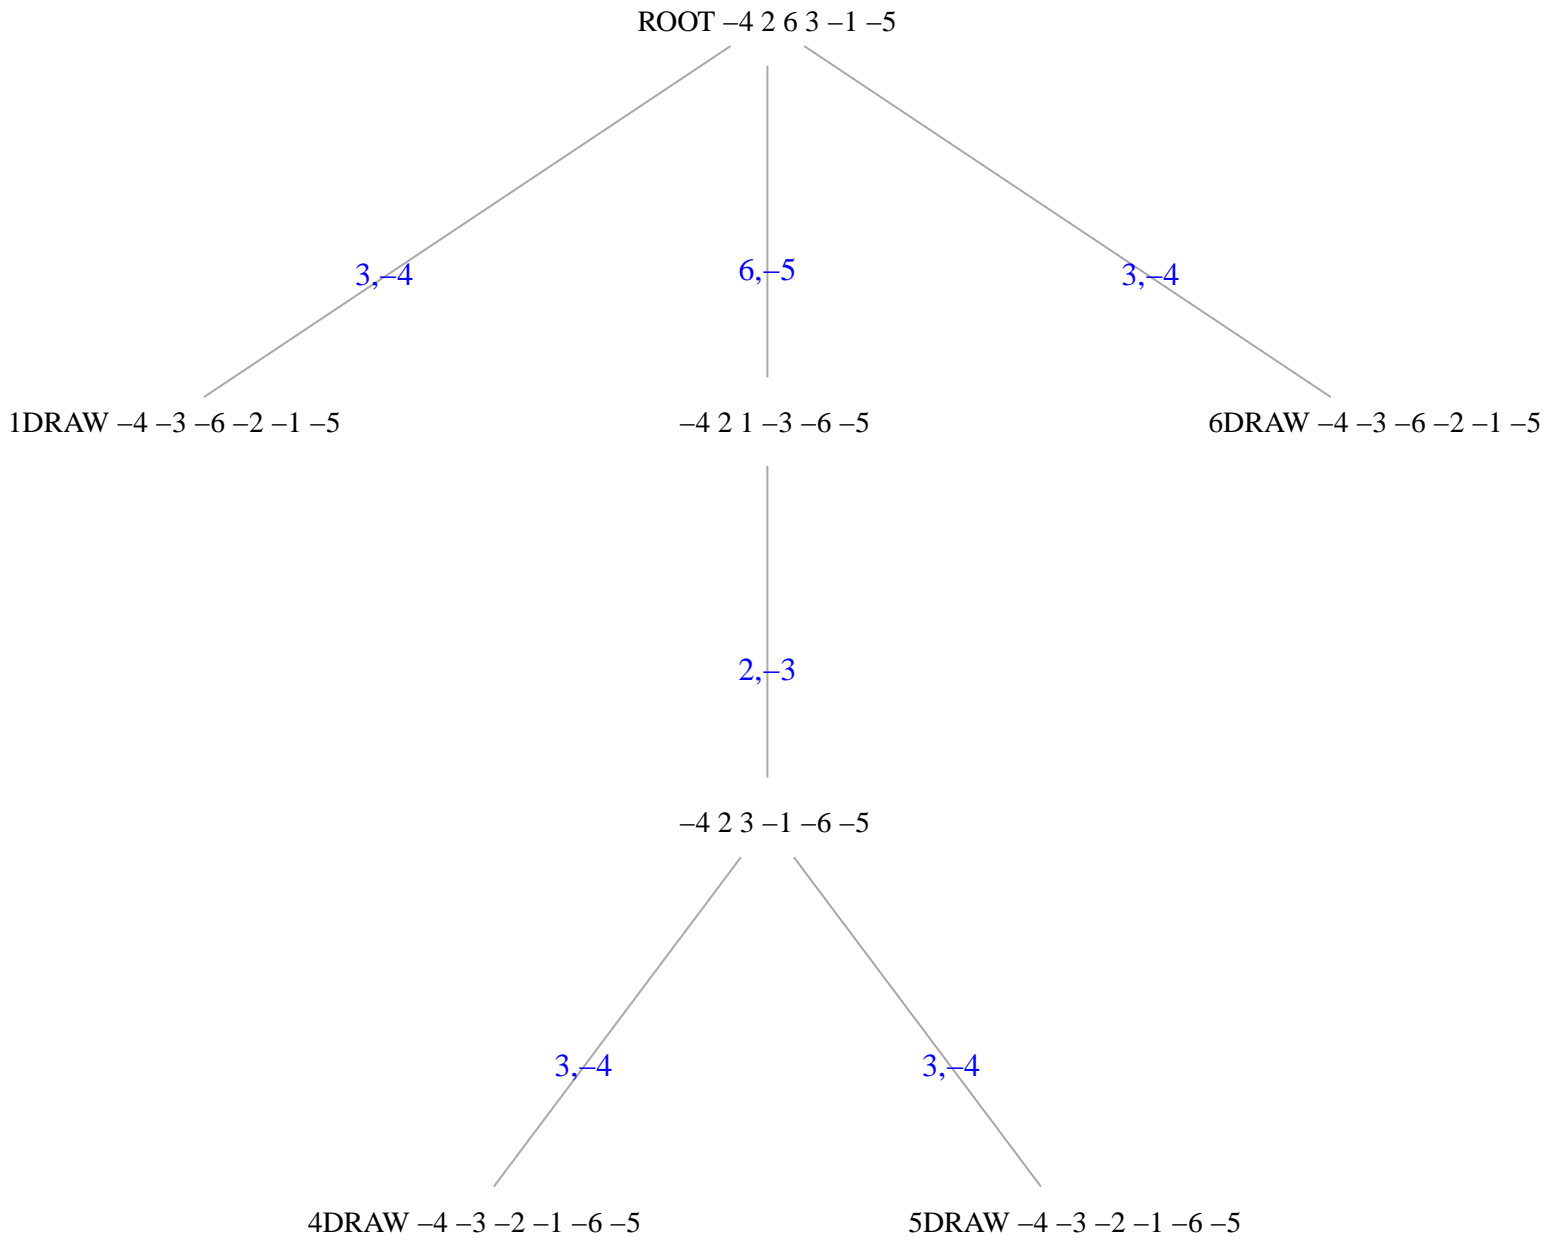 ROOT –4 2 6 3 –1 –5
3,–4
6,–5
3,–4
1DRAW –4 –3 –6 –2 –1 –5
–4 2 1 –3 –6 –5
6DRAW –4 –3 –6 –2 –1 –5
2,–3
–4 2 3 –1 –6 –5
3,–4
3,–4
4DRAW –4 –3 –2 –1 –6 –5
5DRAW –4 –3 –2 –1 –6 –5